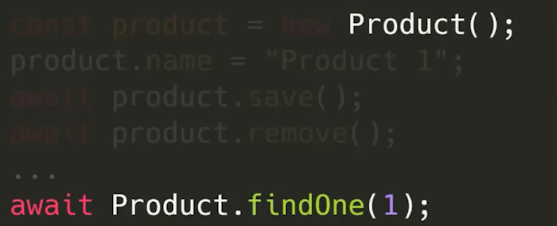 const product = new Product();
product.name = "Product 1";
await product.save();
await product.remove();
...
await Product.findOne(1);